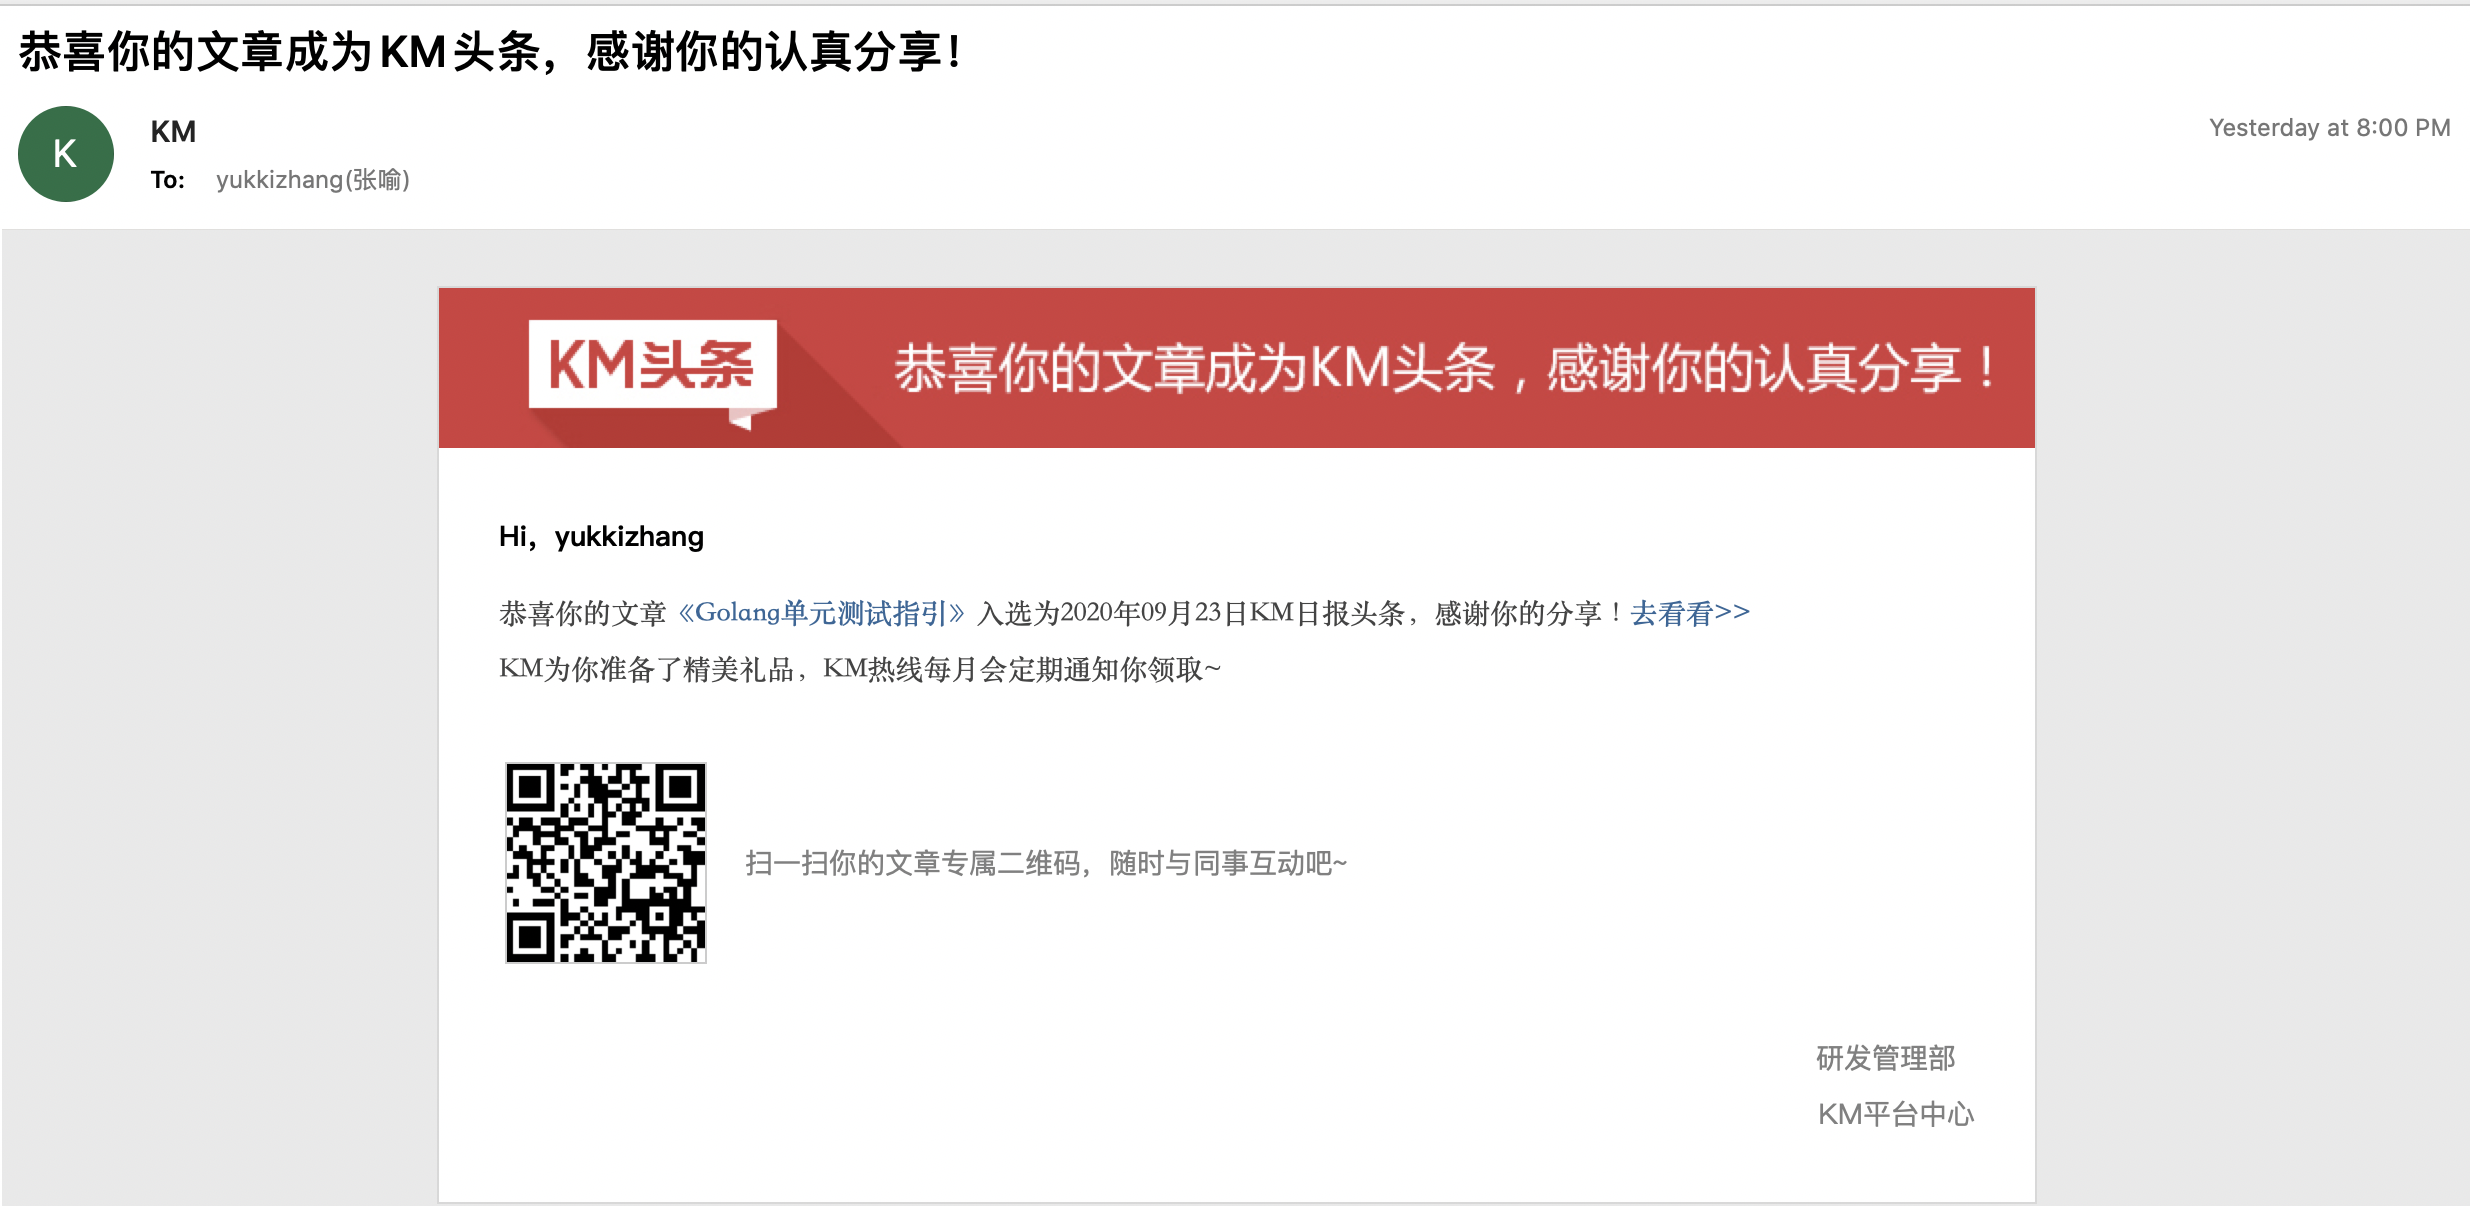 恭喜你的文章成为KM头条，感谢你的认真分享！
K
KM
Yesterday at 8:00 PM
To: yukkizhang(张喻)
KM头条
恭喜你的文章成为KM头条，感谢你的认真分享！
Hi，yukkizhang
恭喜你的文章《Golang单元测试指引》入选为2020年09月23日KM日报头条，感谢你的分享！去看看>>
KM为你准备了精美礼品，KM热线每月会定期通知你领取~
扫一扫你的文章专属二维码，随时与同事互动吧~
研发管理部
KM平台中心